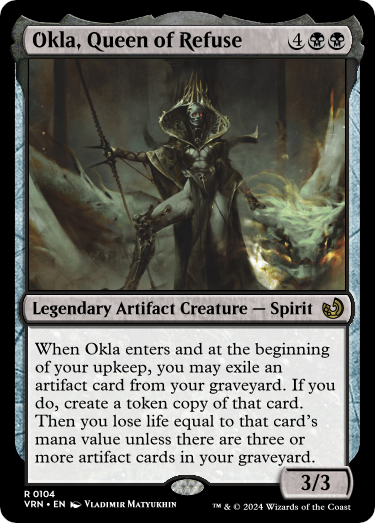 Okla, Queen of Refuse 4
Legendary Artifact Creature — Spirit
When Okla enters and at the beginning
of your upkeep, you may exile an
artifact card from your graveyard. If you
do, create a token copy of that card.
Then you lose life equal to that card's
mana value unless there are three or
more artifact cards in your graveyard.
3/3
R 0104
VRN • EN Vladimir Matyukhin
™ & © 2024 Wizards of the Coast